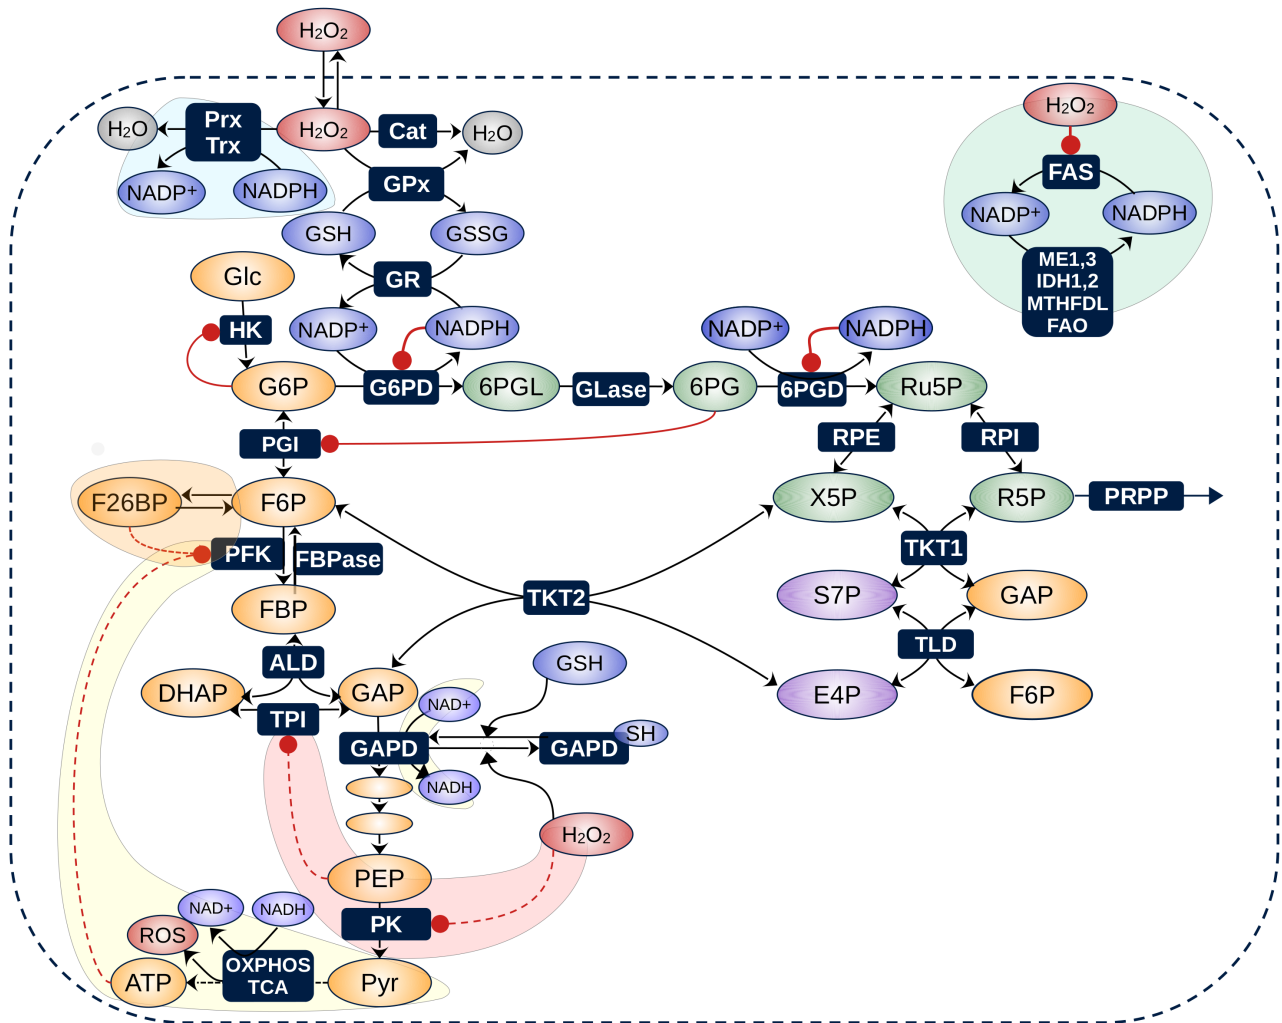 H₂O₂
H₂O
Prx
Trx
H₂O₂
Cat
H₂O
NADP⁺
NADPH
GPx
GSH
GSSG
GR
Glc
HK
NADP⁺
NADPH
G6P
G6PD
6PGL
GLase
6PG
NADP⁺
NADPH
6PGD
Ru5P
H₂O₂
FAS
NADP⁺
NADPH
ME1,3
IDH1,2
MTHFDL
FAO
PGI
RPE
RPI
F26BP
F6P
X5P
R5P
PRPP
PFK
FBPase
TKT1
FBP
TKT2
S7P
GAP
TLD
ALD
GSH
DHAP
GAP
E4P
F6P
NAD+
TPI
GAPD
GAPD
SH
NADH
H₂O₂
PEP
PK
NAD+
NADH
ROS
OXPHOS
TCA
ATP
Pyr